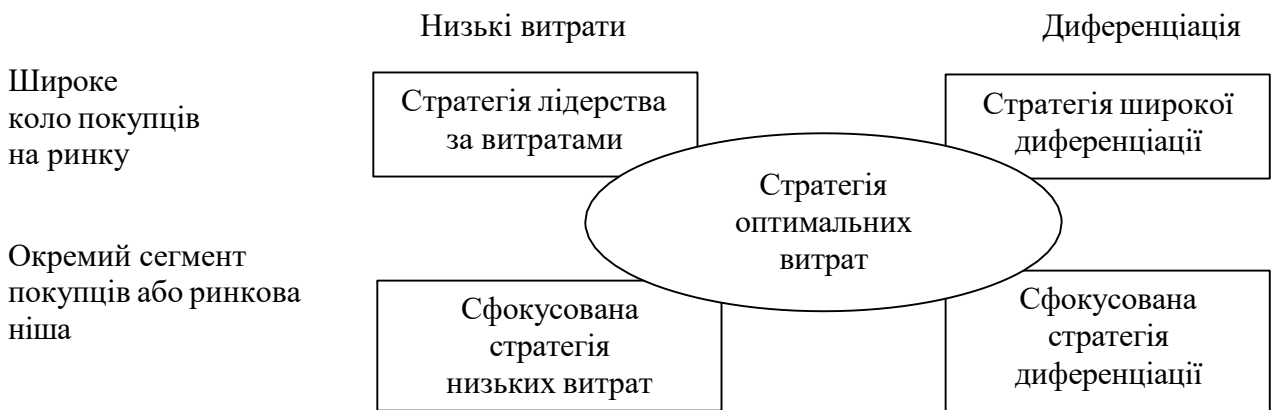 Низькі витрати
Диференціація
Широке
коло покупців
на ринку
Стратегія лідерства
за витратами
Стратегія широкої
диференціації
Стратегія
оптимальних
витрат
Окремий сегмент
покупців або ринкова
ніша
Сфокусована
стратегія
низьких витрат
Сфокусована
стратегія
диференціації